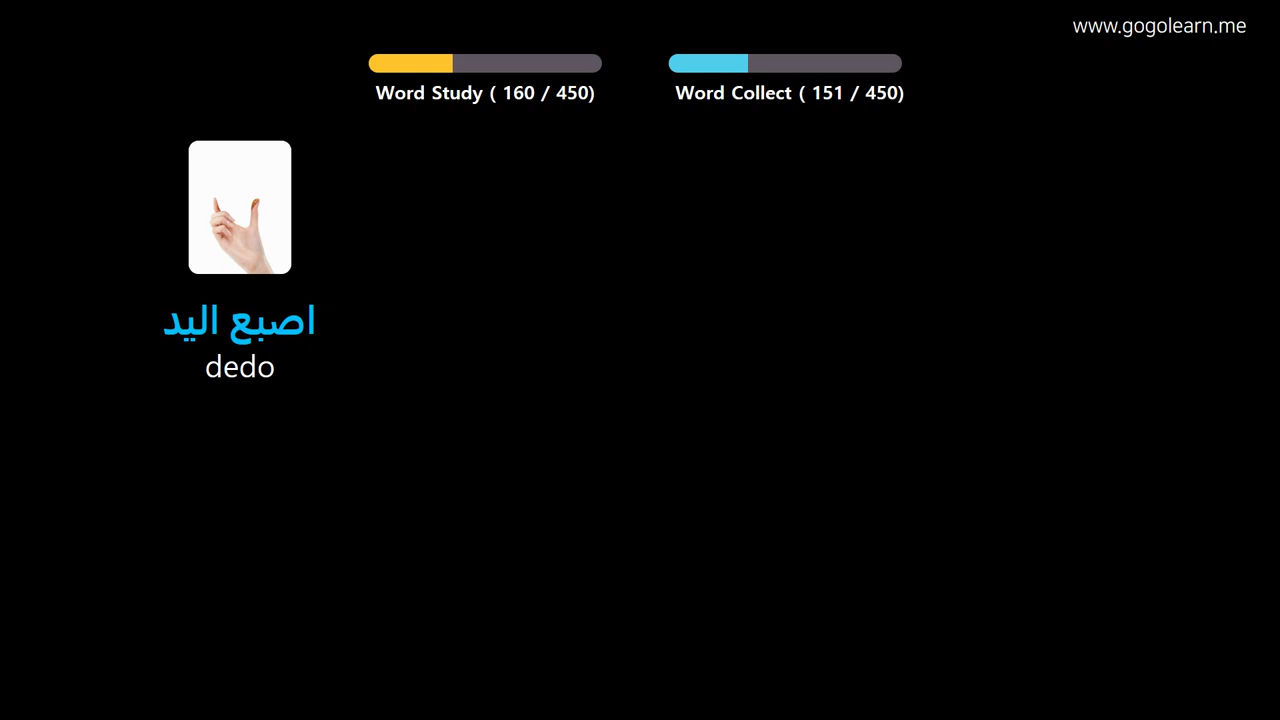 www.gogolearn.me
Word Study ( 160 / 450)
Word Collect ( 151 / 450)
اصبع اليد
dedo